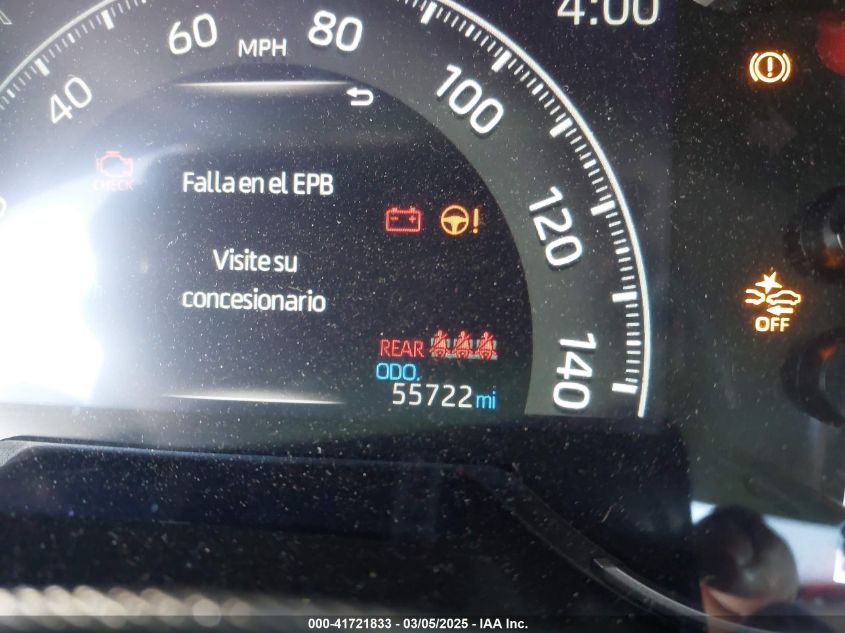 4:00
60
MPH
80
40
100
CHECK
Falla en el EPB
120
Visite su
concesionario
OFF
REAR
140
ODO.
55722 mi
000-41721833 - 03/05/2025 - IAA Inc.